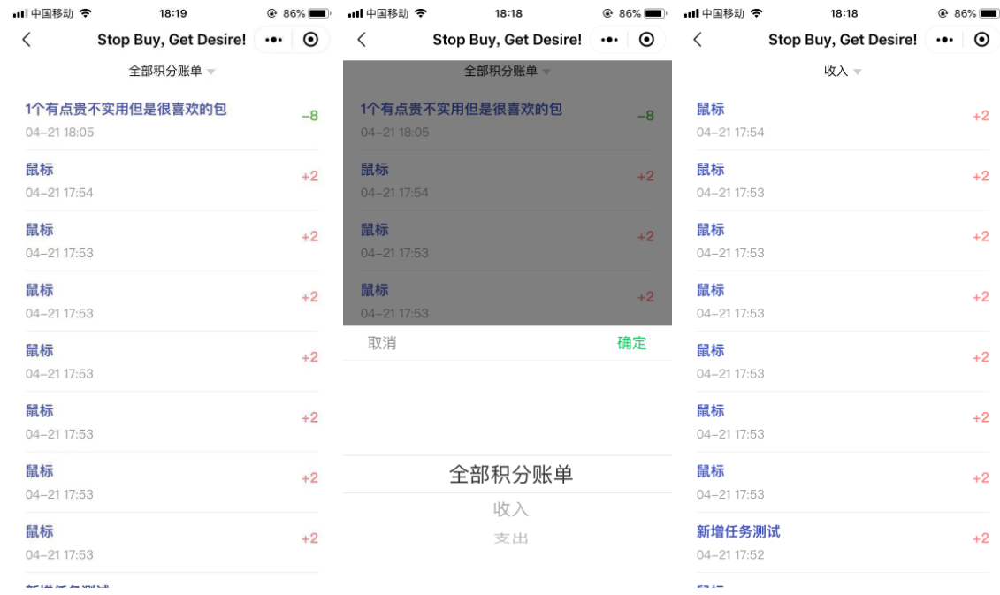 中国移动 18:19 86%
Stop Buy, Get Desire!
全部积分账单
1个有点贵不实用但是很喜欢的包 -8
04-21 18:05
鼠标 +2
04-21 17:54
鼠标 +2
04-21 17:53
鼠标 +2
04-21 17:53
鼠标 +2
04-21 17:53
鼠标 +2
04-21 17:53
鼠标 +2
04-21 17:53
鼠标 +2
04-21 17:53
新增任务测试
中国移动 18:18 86%
Stop Buy, Get Desire!
全部积分账单
1个有点贵不实用但是很喜欢的包 -8
04-21 18:05
鼠标 +2
04-21 17:54
鼠标 +2
04-21 17:53
鼠标 +2
04-21 17:53
取消 确定
全部积分账单
收入
支出
中国移动 18:18 86%
Stop Buy, Get Desire!
收入
鼠标 +2
04-21 17:54
鼠标 +2
04-21 17:53
鼠标 +2
04-21 17:53
鼠标 +2
04-21 17:53
鼠标 +2
04-21 17:53
鼠标 +2
04-21 17:53
鼠标 +2
04-21 17:53
新增任务测试 +2
04-21 17:52
鼠标